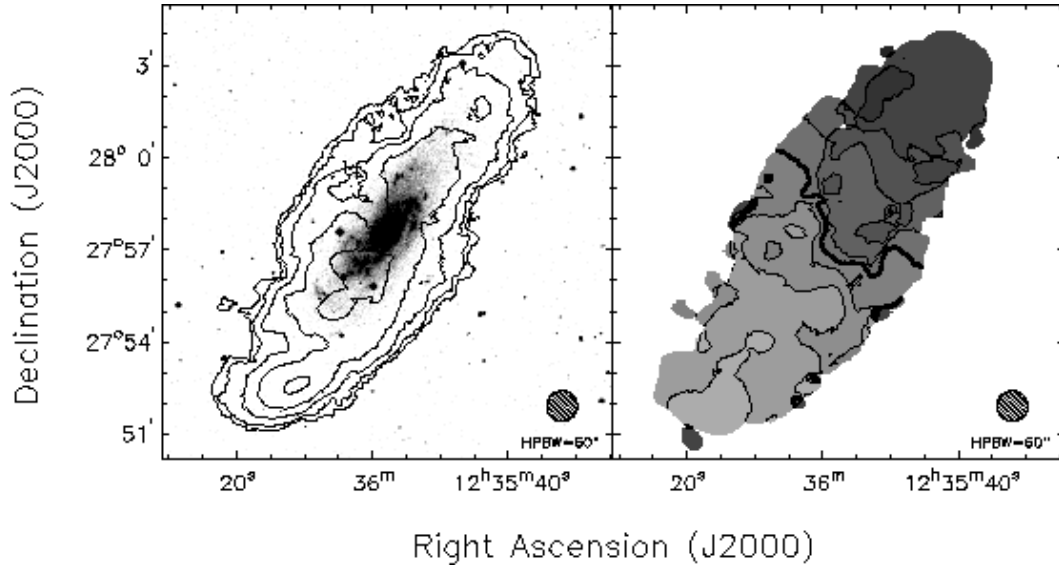 Declination (J2000)
3'
28° 0'
27°57'
27°54'
51'
HPBW=60"
HPBW=60"
20ˢ
36ᵐ
12ʰ35ᵐ40ˢ
20ˢ
36ᵐ
12ʰ35ᵐ40ˢ
Right Ascension (J2000)